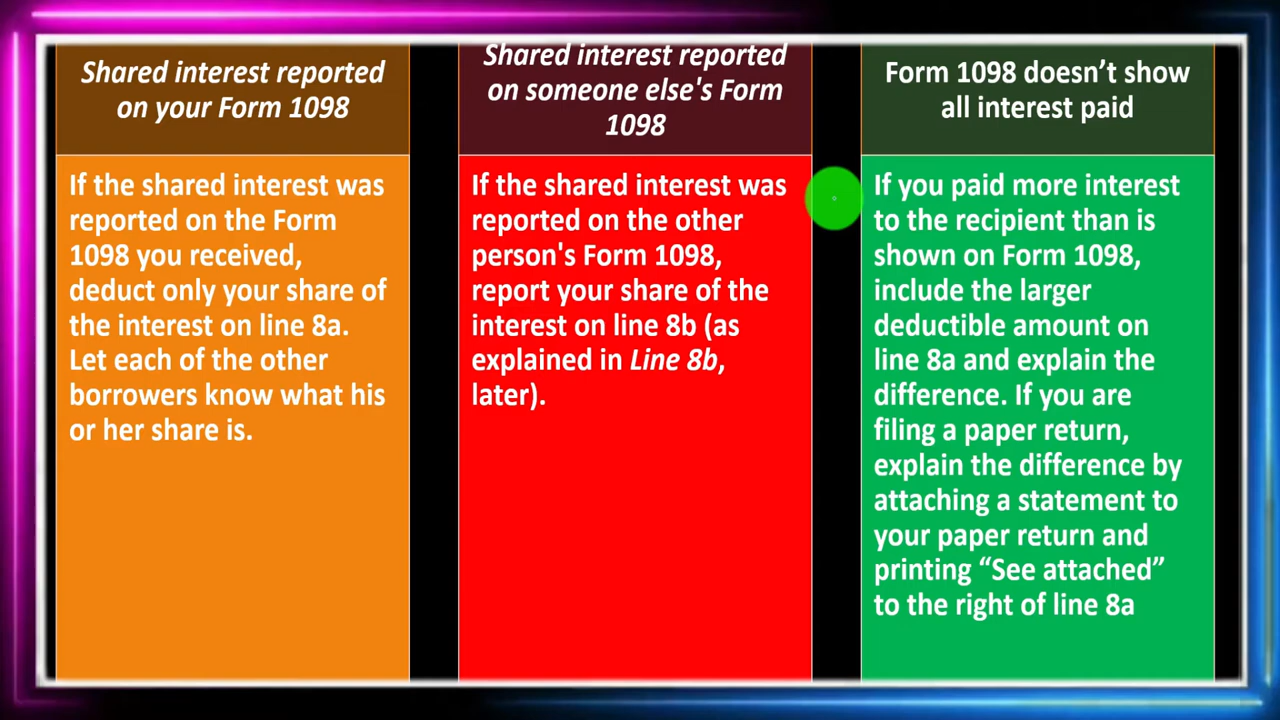 Shared interest reported
on your Form 1098
If the shared interest was
reported on the Form
1098 you received,
deduct only your share of
the interest on line 8a.
Let each of the other
borrowers know what his
or her share is.
Shared interest reported
on someone else's Form
1098
If the shared interest was
reported on the other
person's Form 1098,
report your share of the
interest on line 8b (as
explained in Line 8b,
later).
Form 1098 doesn’t show
all interest paid
If you paid more interest
to the recipient than is
shown on Form 1098,
include the larger
deductible amount on
line 8a and explain the
difference. If you are
filing a paper return,
explain the difference by
attaching a statement to
your paper return and
printing “See attached”
to the right of line 8a